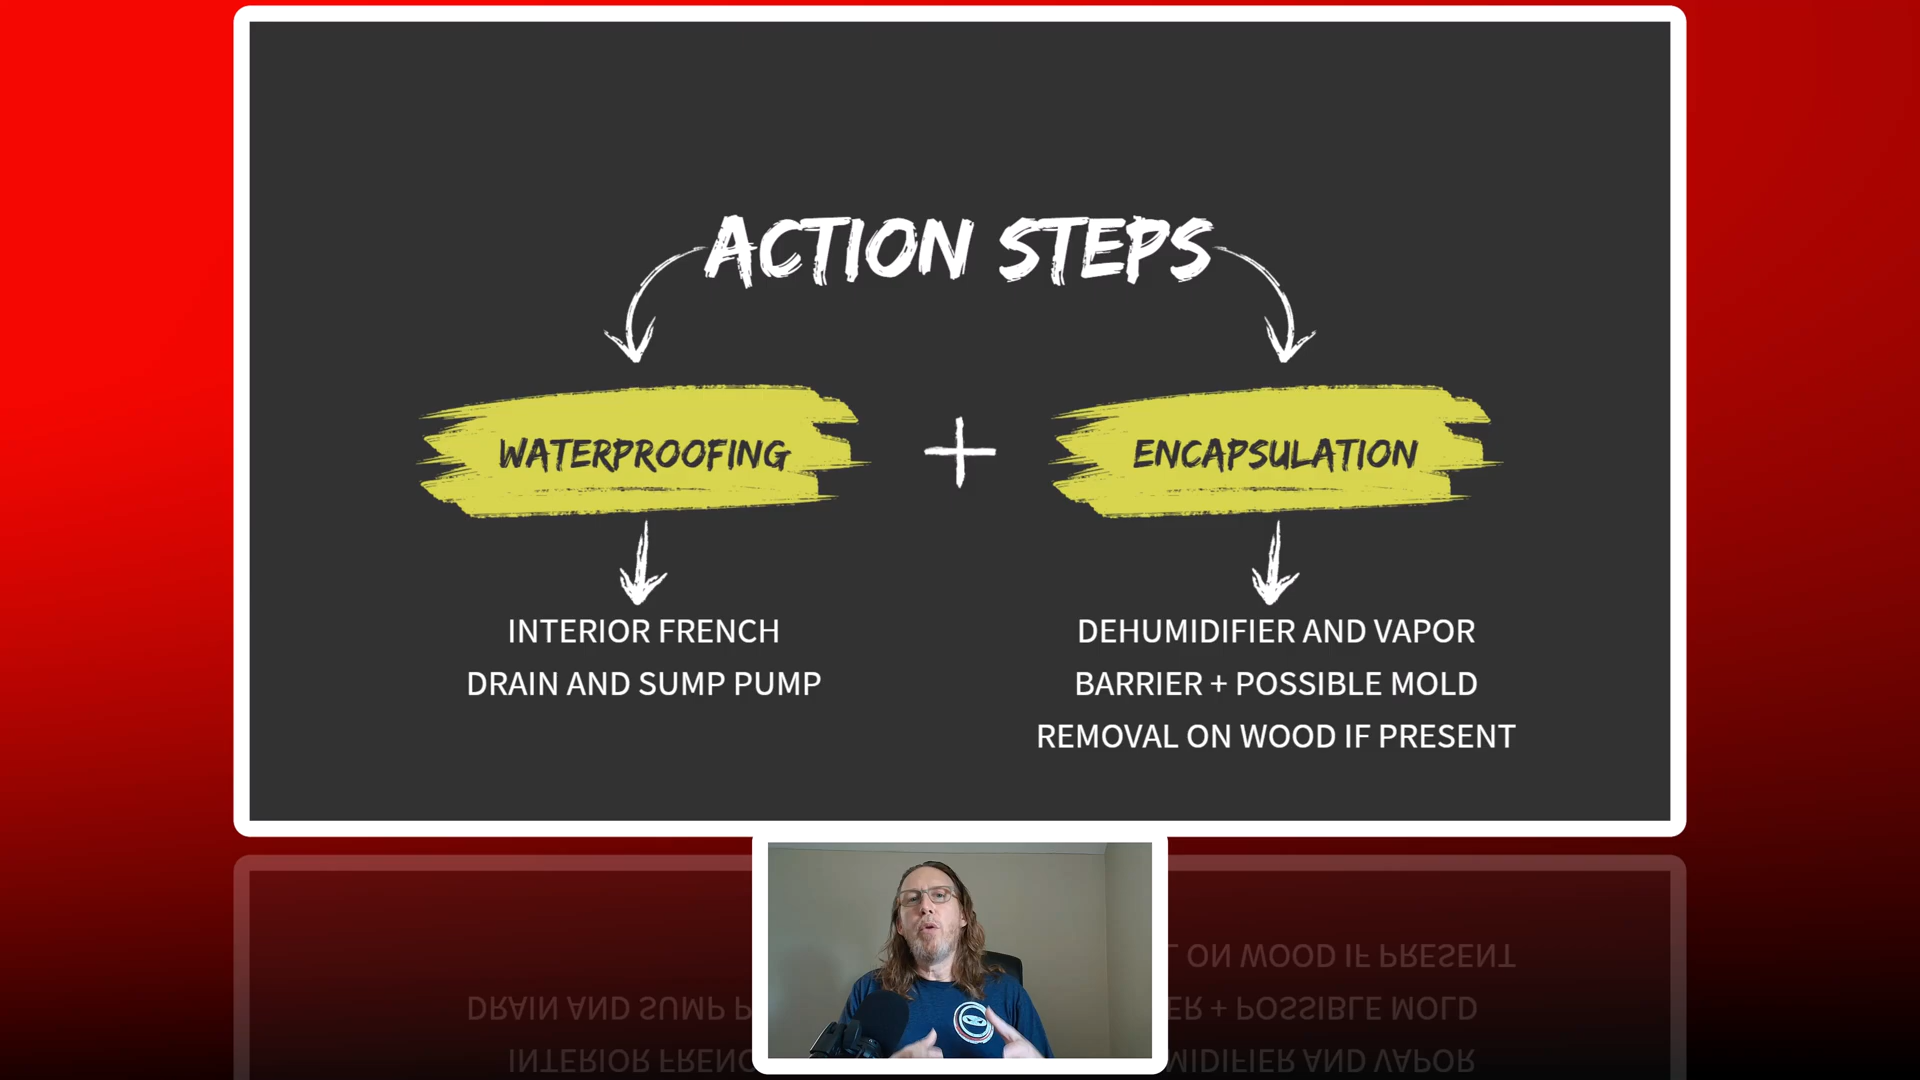 ACTION STEPS
WATERPROOFING
+
ENCAPSULATION
INTERIOR FRENCH
DRAIN AND SUMP PUMP
DEHUMIDIFIER AND VAPOR
BARRIER + POSSIBLE MOLD
REMOVAL ON WOOD IF PRESENT